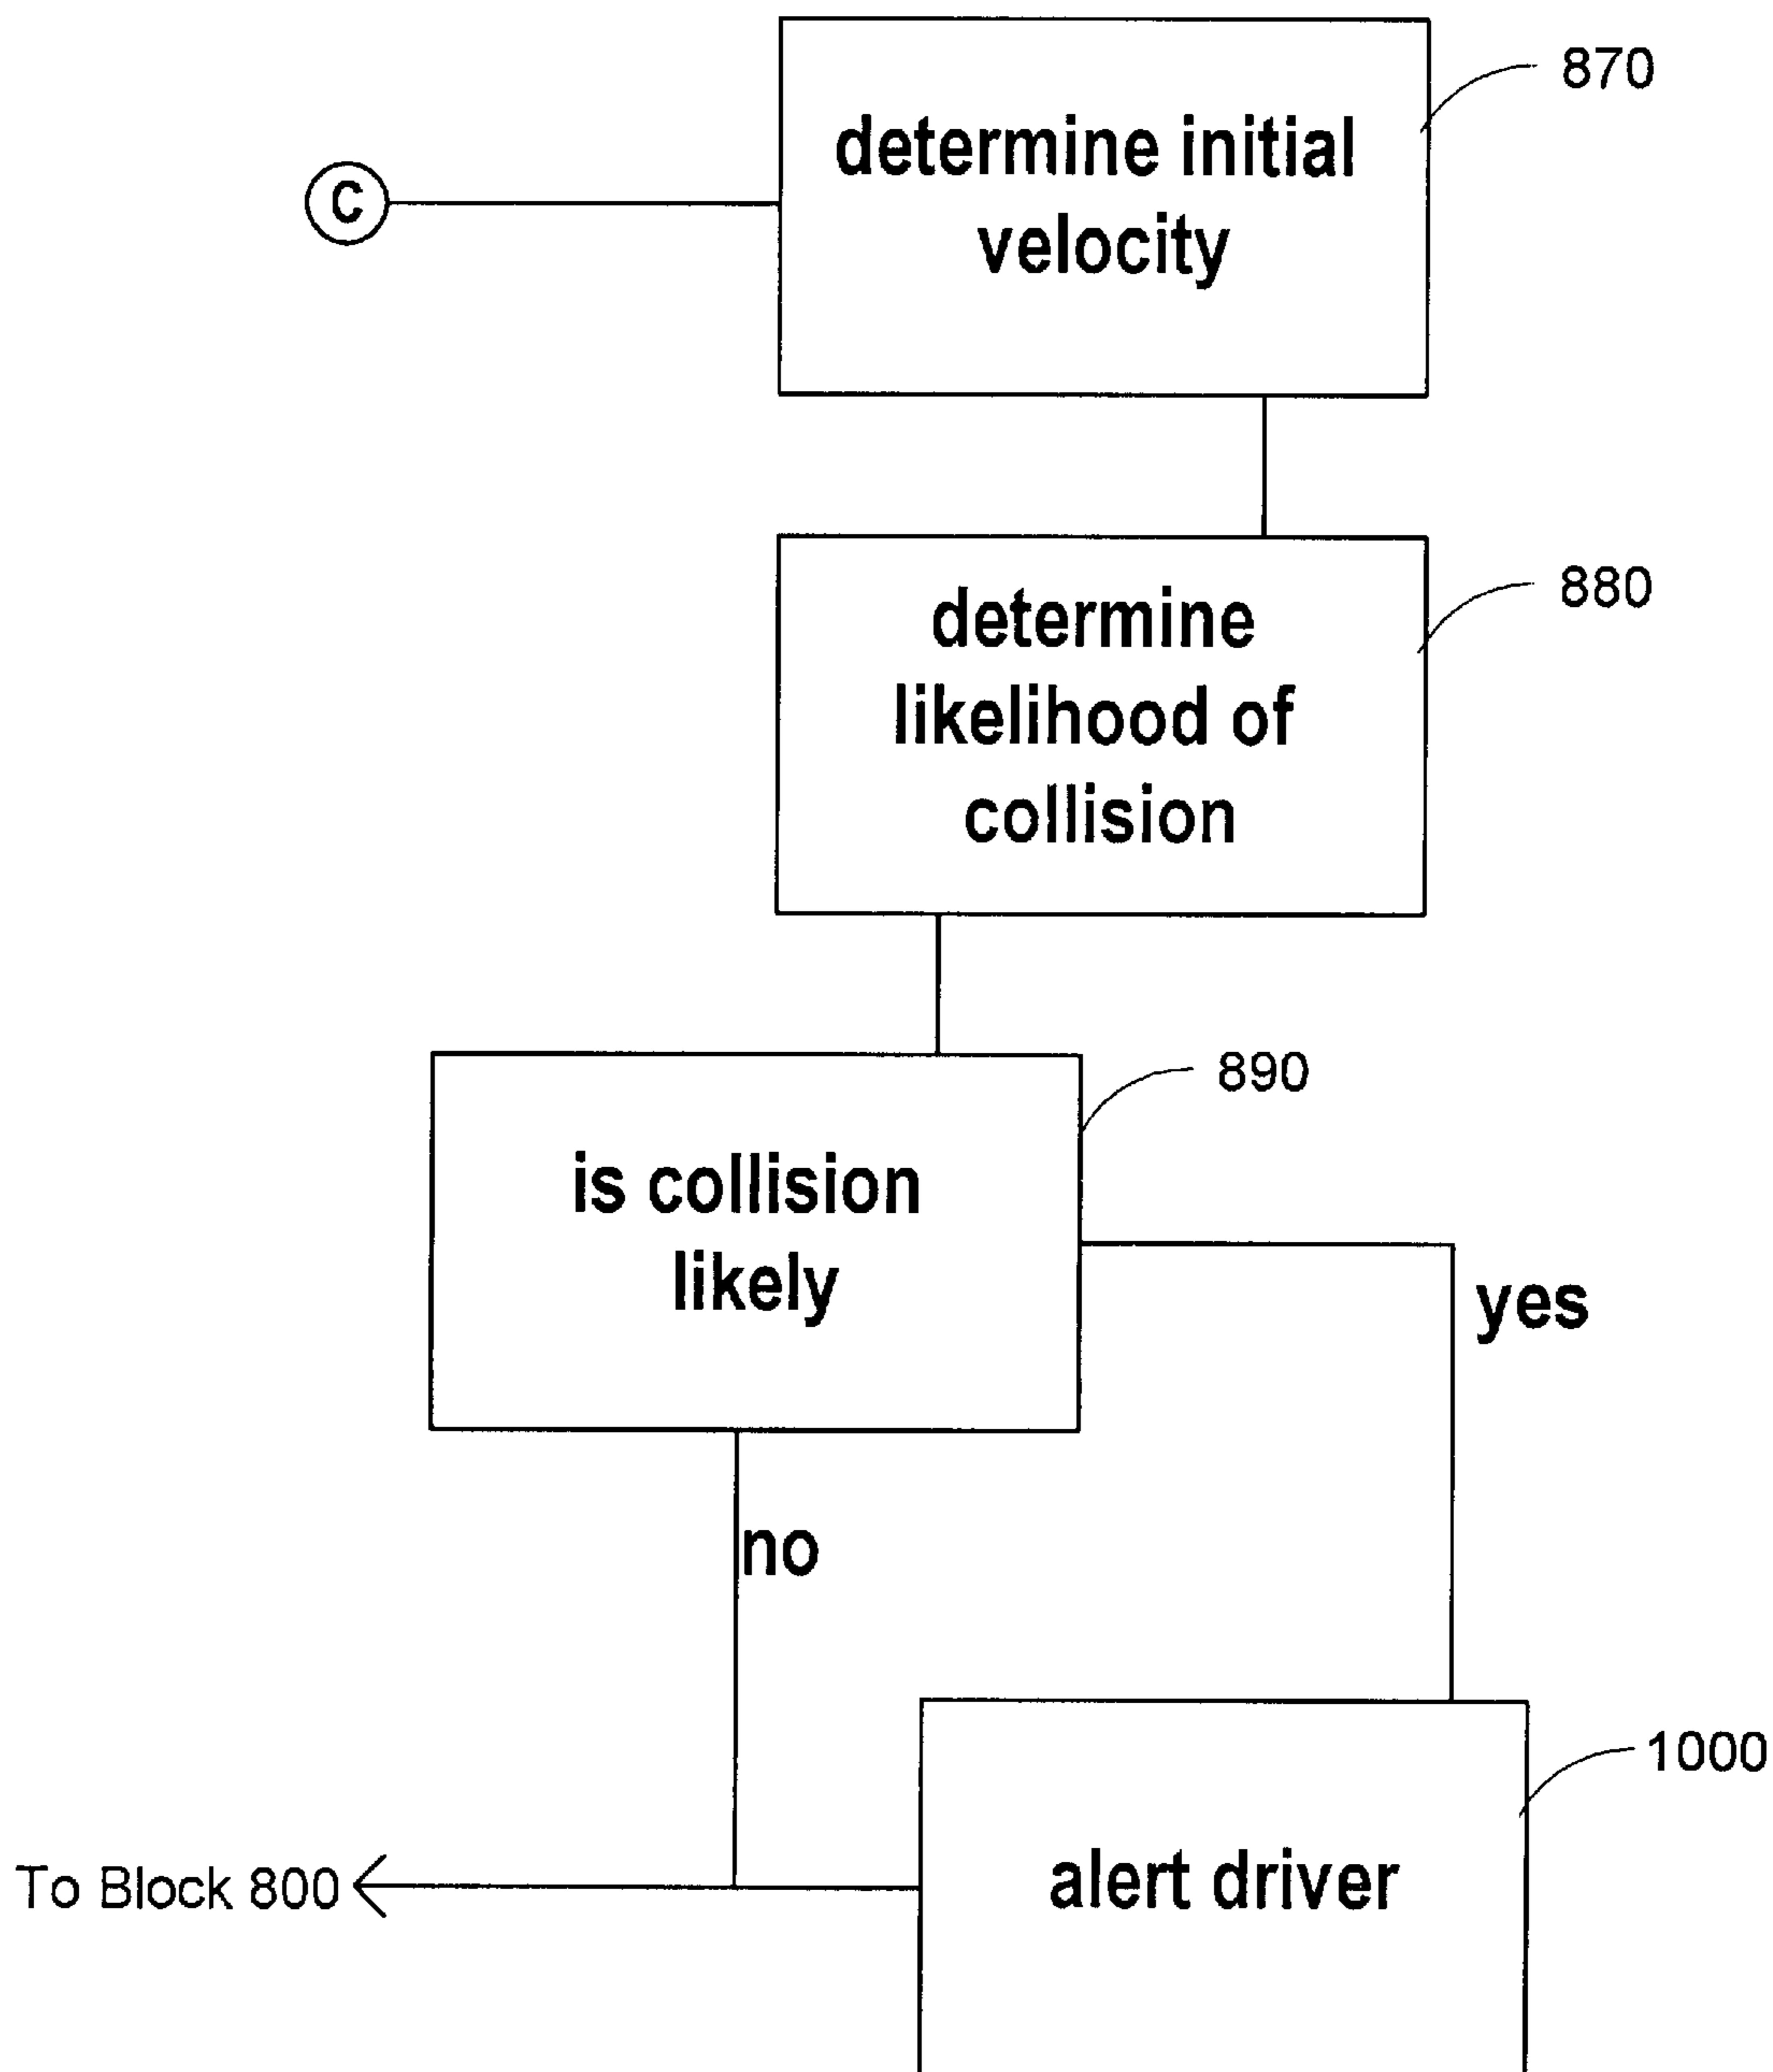 870
determine initial
velocity
C
880
determine
likelihood of
collision
890
is collision
likely
yes
no
1000
To Block 800
alert driver